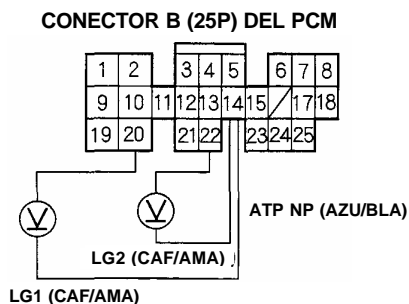 CONECTOR B (25P) DEL PCM
1 2 3 4 5 6 7 8
9 10 11 12 13 14 15 17 18
19 20 21 22 23 24 25
V V
ATP NP (AZU/BLA)
LG2 (CAF/AMA)
LG1 (CAF/AMA)